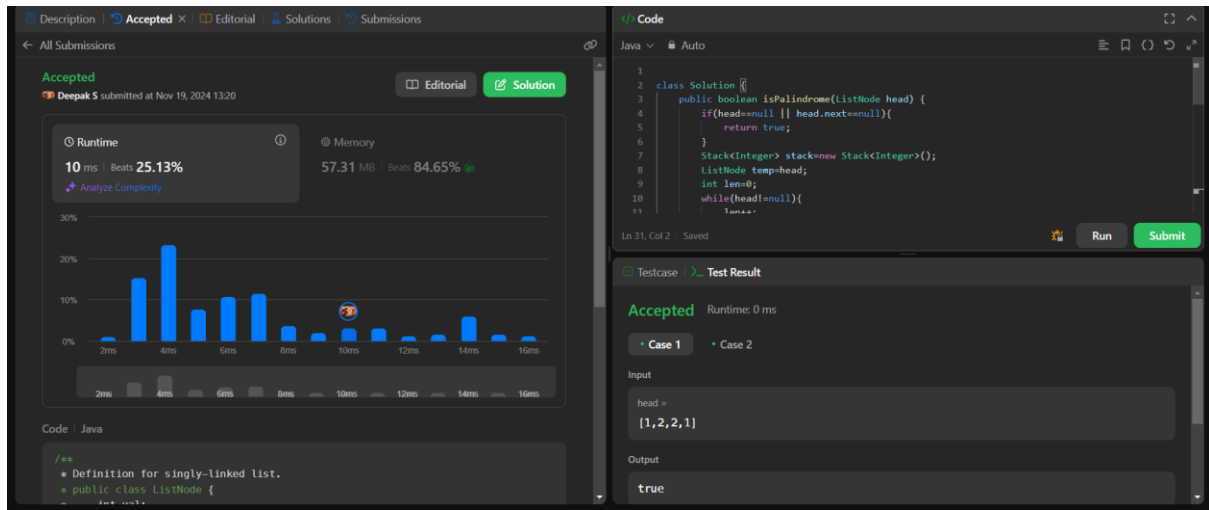 Description | Accepted × | Editorial | Solutions | Submissions
← All Submissions
Accepted
Deepak S submitted at Nov 19, 2024 13:20
Editorial
Solution
Runtime
10 ms | Beats 25.13%
Analyze Complexity
Memory
57.31 MB | Beats 84.65%
30%
20%
10%
0%
2ms 4ms 6ms 8ms 10ms 12ms 14ms 16ms
2ms 4ms 6ms 8ms 10ms 12ms 14ms 16ms
Code | Java
/**
* Definition for singly-linked list.
* public class ListNode {
* int val;
</> Code
Java Auto
1
2 class Solution {
3 public boolean isPalindrome(ListNode head) {
4 if(head==null || head.next==null){
5 return true;
6 }
7 Stack<Integer> stack=new Stack<Integer>();
8 ListNode temp=head;
9 int len=0;
10 while(head!=null){
11 len++;
Ln 31, Col 2 | Saved
Run
Submit
Testcase | >_ Test Result
Accepted Runtime: 0 ms
• Case 1 • Case 2
Input
head =
[1,2,2,1]
Output
true